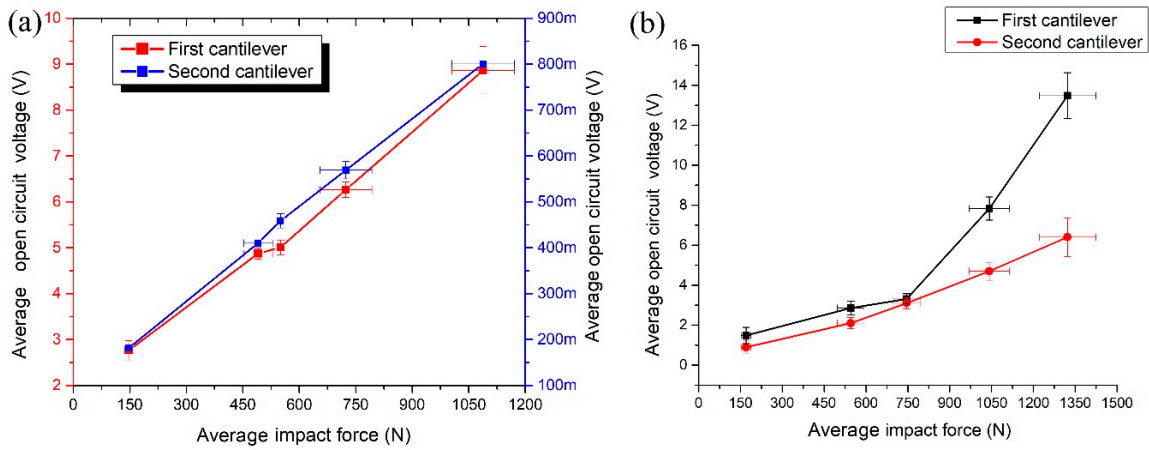 (a)
First cantilever
Second cantilever
Average open circuit voltage (V)
10
9
8
7
6
5
4
3
2
900m
800m
700m
600m
500m
400m
300m
200m
100m
Average open circuit voltage (V)
0 150 300 450 600 750 900 1050 1200
Average impact force (N)
(b)
First cantilever
Second cantilever
Average open circuit voltage (V)
16
14
12
10
8
6
4
2
0
0 150 300 450 600 750 900 1050 1200 1350 1500
Average impact force (N)